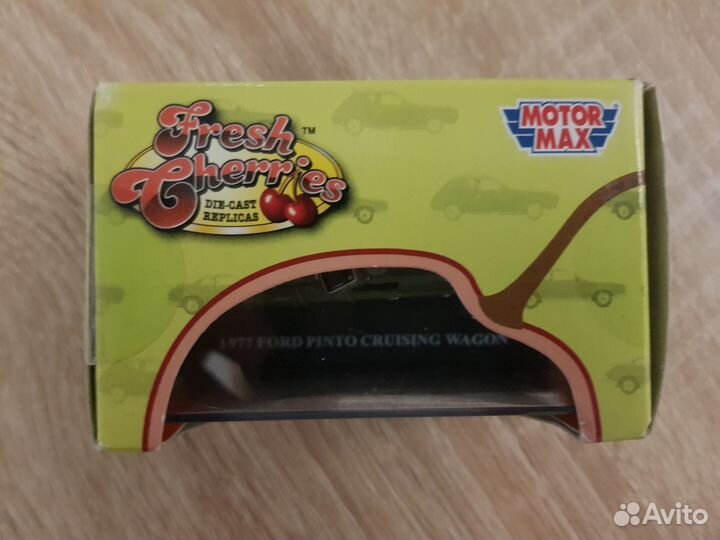 Fresh
Cherries
TM
DIE-CAST
REPLICAS
MOTOR
MAX
®
1977 FORD PINTO CRUISING WAGON
Avito